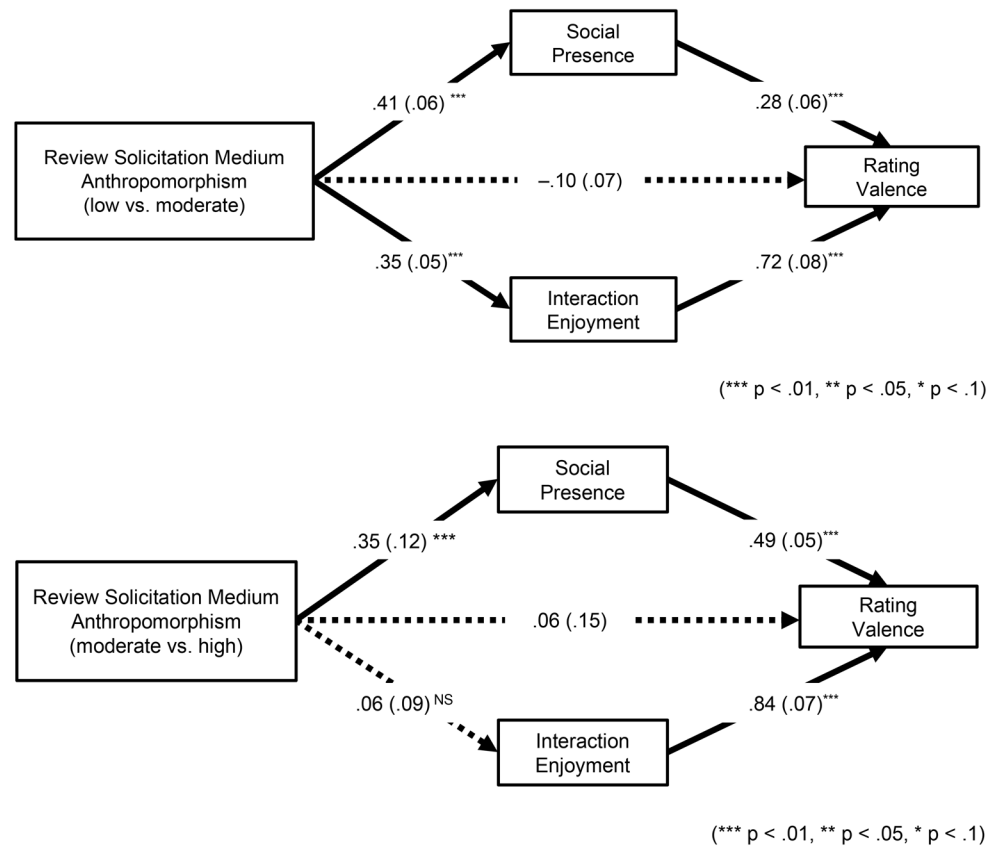 Social
Presence
.41 (.06) ***
.28 (.06)***
Review Solicitation Medium
Anthropomorphism
(low vs. moderate)
–.10 (.07)
Rating
Valence
.35 (.05)***
.72 (.08)***
Interaction
Enjoyment
(*** p < .01, ** p < .05, * p < .1)
Social
Presence
.35 (.12) ***
.49 (.05)***
Review Solicitation Medium
Anthropomorphism
(moderate vs. high)
.06 (.15)
Rating
Valence
.06 (.09) NS
.84 (.07)***
Interaction
Enjoyment
(*** p < .01, ** p < .05, * p < .1)